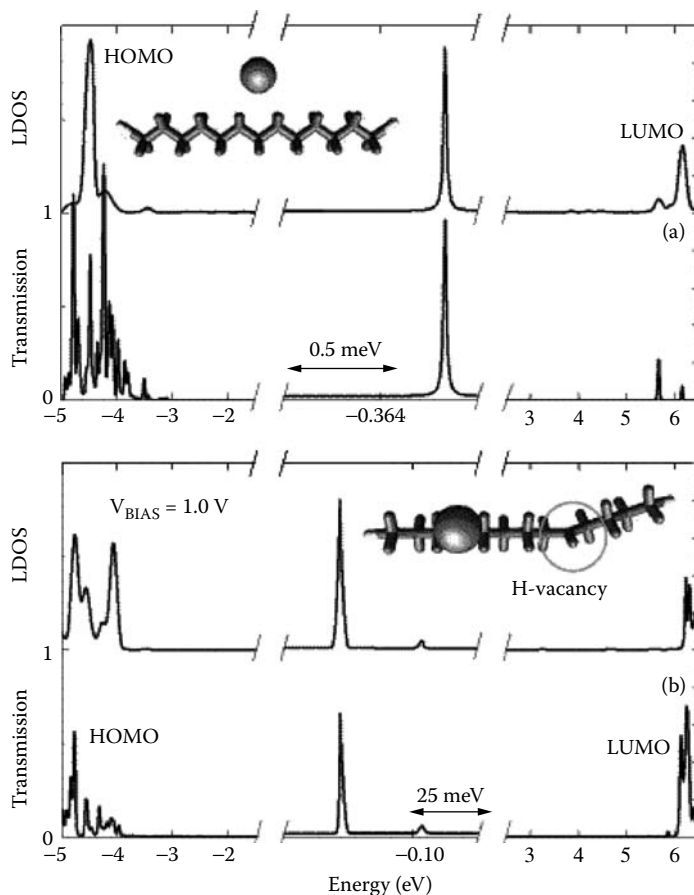 LDOS
HOMO
LUMO
1
(a)
Transmission
0.5 meV
0
−5
−4
−3
−2
−0.364
3
4
5
6
LDOS
V_BIAS = 1.0 V
H-vacancy
1
(b)
Transmission
HOMO
LUMO
25 meV
0
−5
−4
−3
−2
−0.10
3
4
5
6
Energy (eV)